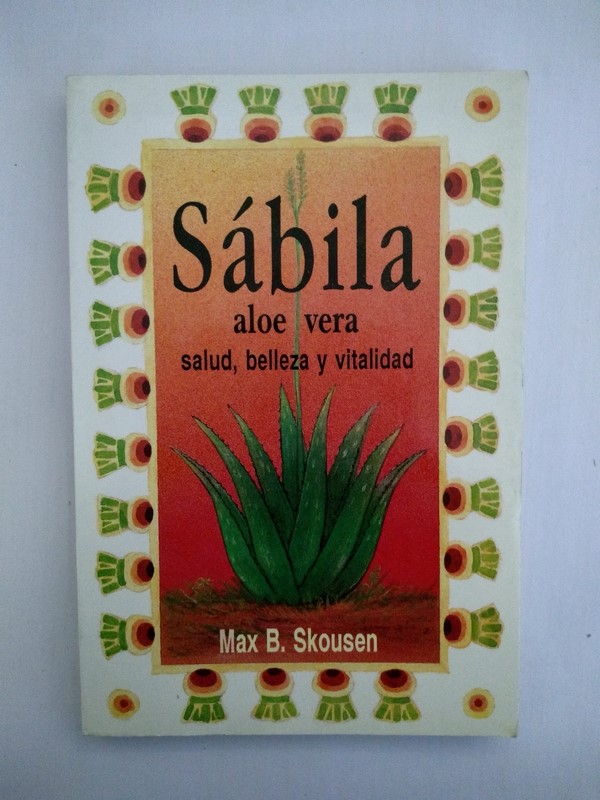 Sábila
aloe vera
salud, belleza y vitalidad
Max B. Skousen